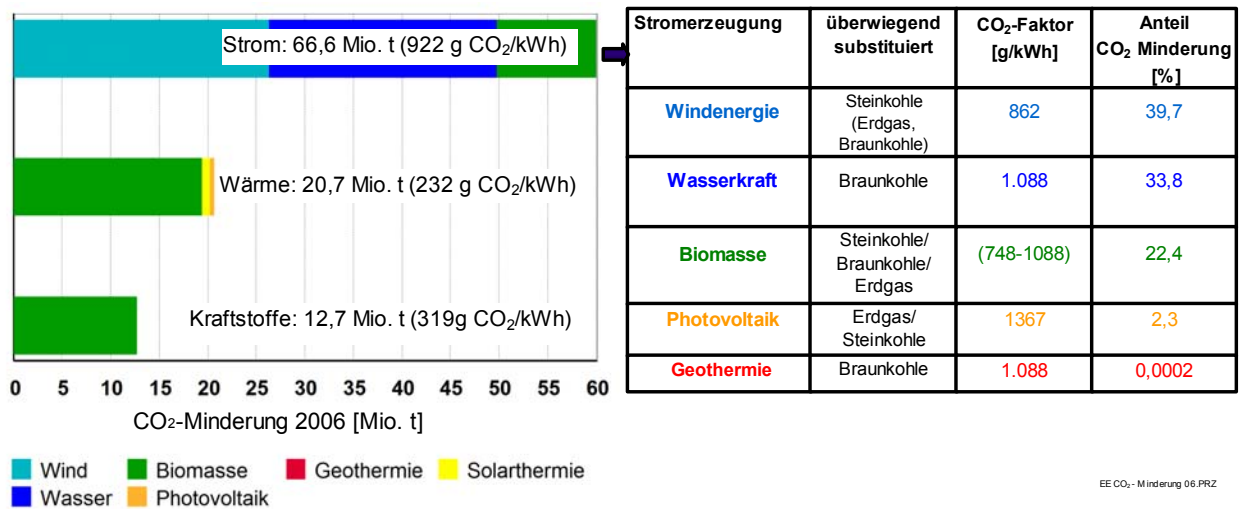 Strom: 66,6 Mio. t (922 g CO₂/kWh)
Wärme: 20,7 Mio. t (232 g CO₂/kWh)
Kraftstoffe: 12,7 Mio. t (319g CO₂/kWh)
0 5 10 15 20 25 30 35 40 45 50 55 60
CO₂-Minderung 2006 [Mio. t]
Wind Biomasse Geothermie Solarthermie
Wasser Photovoltaik
Stromerzeugung überwiegend CO₂-Faktor Anteil
substituiert [g/kWh] CO₂ Minderung
[%]
Windenergie Steinkohle 862 39,7
(Erdgas,
Braunkohle)
Wasserkraft Braunkohle 1.088 33,8
Biomasse Steinkohle/ (748-1088) 22,4
Braunkohle/
Erdgas
Photovoltaik Erdgas/ 1367 2,3
Steinkohle
Geothermie Braunkohle 1.088 0,0002
EE CO₂- Minderung 06.PRZ